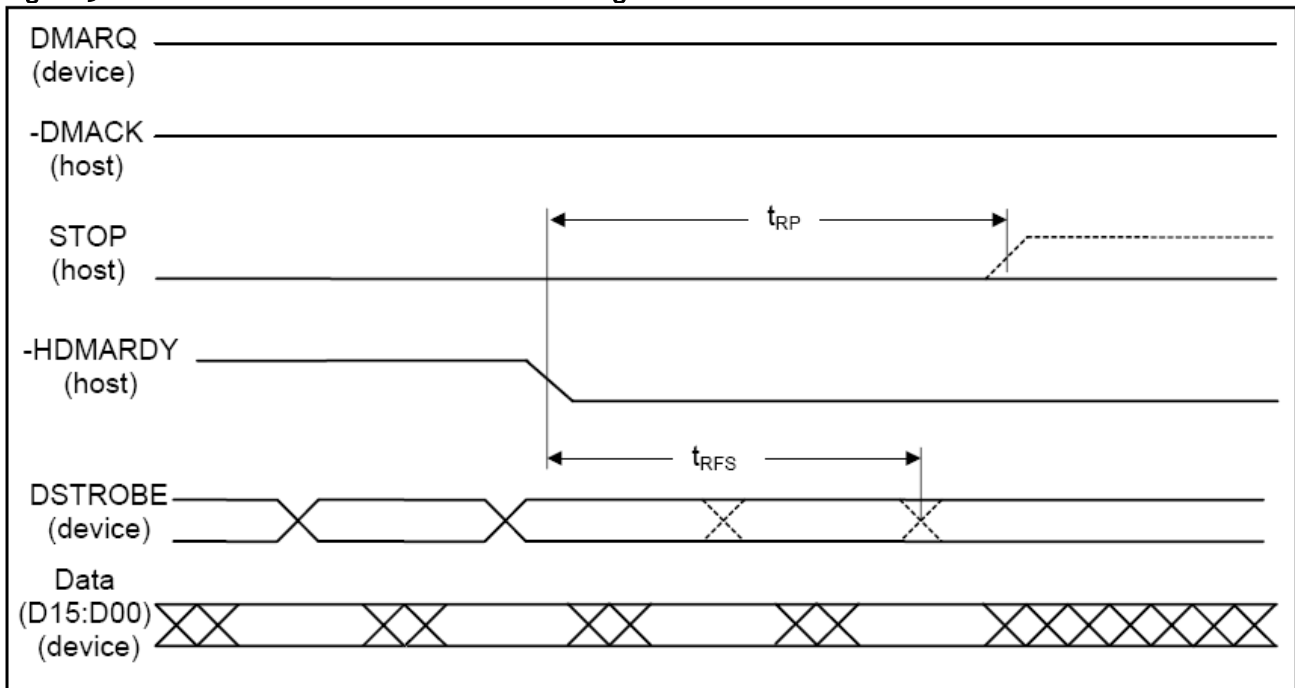 DMARQ
(device)
-DMACK
(host)
STOP
(host)
tRP
-HDMARDY
(host)
tRFS
DSTROBE
(device)
Data
(D15:D00)
(device)